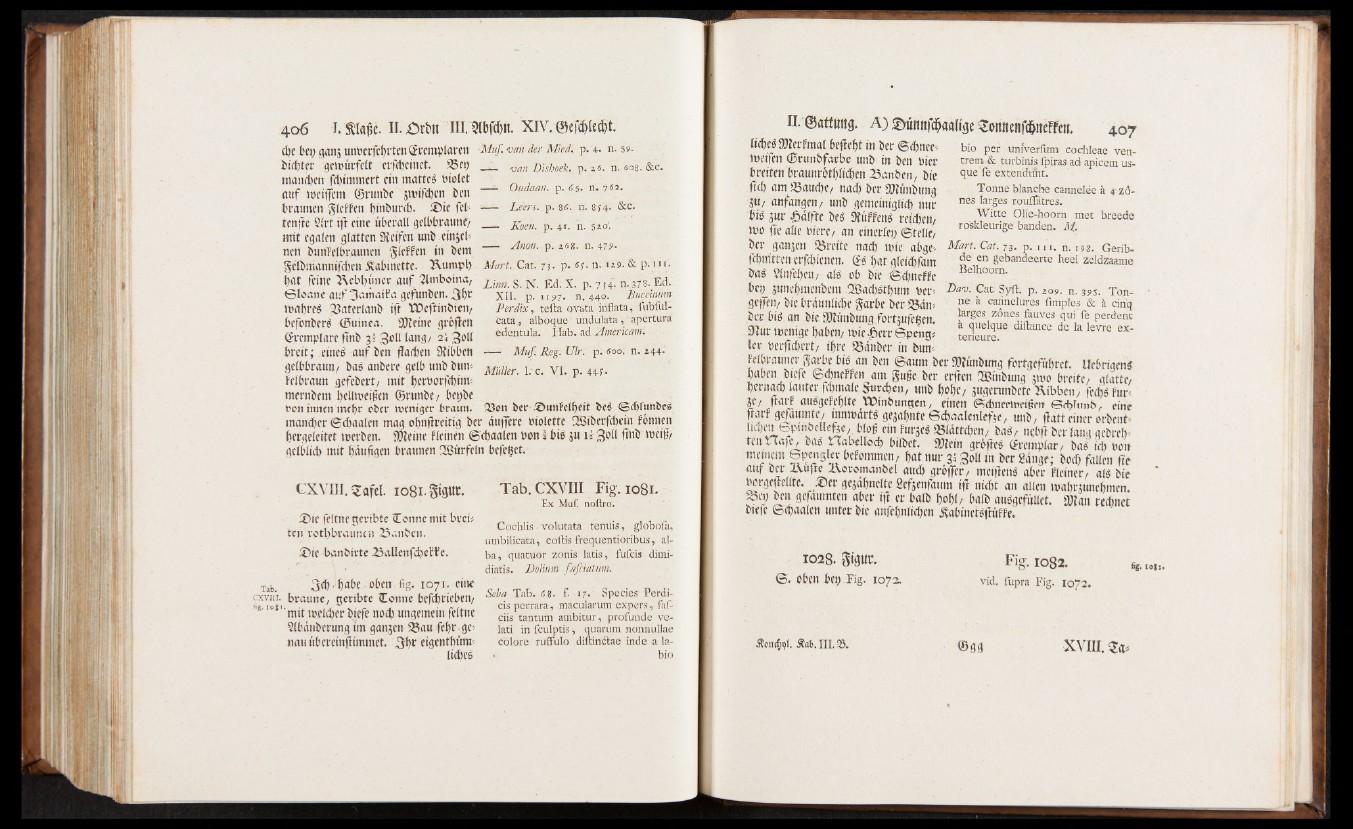 406 I. Klaße. II. Ordn III. Abschn. XIV. Geschlecht.
che bey ganz unversehrten Exemplaren
dichter gewürfelt erscheinet. Bey
manchen schimmert ein mattes violet
auf weissem Grunde zwischen den
braunen Flekken hindurch. Die sel-
tenste Art ist eine überall gelbbraune,
mit egalen glatten Reifen und einzel-
nen dunkelbraunen Flekken in dem
Feldmannischen Kabinette. Rumph
hat seine Rebhüner auf Amboina,
Sloane auf Jamaika gefunden. Ihr
wahres Vaterland ist Westindien,
besonders Guinea. Meine grösten
Exemplare sind Zoll lang, Zoll
breit; eines auf den flachen Ribben
gelbbraun, das andere gelb und dun-
kelbraun gefedert, mit hervorschim-
merndem hellweißen Grunde, beyde
von innen mehr oder weniger braun.
Muſ. van der Mied. p. 4. n. 59.
— van Disboek. p. 26. n. 608. &c.
— Oudaan. p. 65. n. 762.
— Leers. p. 86. n. 854. &c.
— Koen. p. 41. n. 520.
— Anon. p. 268. n. 479.
Mart. Cat. 73. p. 65. n. 129. & p. 111.
Linn. S. N. Ed. X. p. 734. n. 378. Ed.
XII. p. 1197. n. 440. Buccinum
Perdix, teſta ovata inflata, ſubſul-
cata, alboque undulata, apertura
edentula. Hab. ad Americam.
— Muſ. Reg. Ulr. p. 600. n. 244.
Müller. l. c. VI. p. 445.
Von der Dunkelheit des Schlundes
mancher Schaalen mag ohnstreitig der äussere violette Widerschein können
hergeleitet werden. Meine kleinen Schaalen von bis zu Zoll sind weiß,
gelblich mit häufigen braunen Würfeln besetzet.
CXVIII. Tafel. 1081. Figur.
Die seltne geribte Tonne mit brei-
ten rothbraunen Banden.
Die bandirte Ballenschekke.
Tab.
CXVIII.
fig. 1081.
Ich habe oben fig. 1071. eine
braune, geribte Tonne beschrieben,
mit welcher diese noch ungemein seltne
Abänderung im ganzen Bau sehr ge-
nau übereinstimmet. Ihr eigenthüm-
liches
Tab. CXVIII Fig. 1081.
Ex Muſ. noſtro.
Cochlis volutata tenuis, globoſa,
umbilicata, coſtis frequentioribus, al-
ba, quatuor zonis latis, fuſcis dimi-
diatis. Dolium faſciatum.
Seba Tab. 68. f. 17. Species Perdi-
cis perrara, macularum expers, faſ-
ciis tantum ambitur, profunde ve-
lati in ſculptis, quarum nonnullae
colore ruffulo diſtinctae inde a la-
bio
II. Gattung. A) Dünnschaalige Tonnenschnekken. 407
liches Merkmal besteht in der Schnee-
weissen Grundfarbe und in den vier
breiten braunröthlichen Banden, die
sich am Bauche, nach der Mündung
zu, anfangen, und gemeiniglich nur
bis zur Hälfte des Rükkens reichen,
wo sie alle viere, an einerley Stelle,
der ganzen Breite nach wie abge-
schnitten erschienen. Es hat gleichsam
das Ansehen, als ob die Schnekke
bey zunehmendem Wachsthum ver-
gessen, die bräunliche Farbe der Bän-
der bis an die Mündung fortzusetzen.
Nur wenige haben, wie Herr Speng-
ler versichert, ihre Bänder in dun-
bio per univerſum cochleae ven-
trem & turbinis ſpiras ad apicem us-
que ſe extendunt.
Tonne blanche cannelée à 4 zô-
nes larges rouſſâtres.
Witte Olie-hoorn met breede
roskleurige banden. M.
Mart. Cat. 73. p. 111. n. 198. Gerib-
de en gebandeerte heel zeldzaame
Belhoorn.
Dav. Cat Syſt. p. 209. n. 395. Ton-
ne à cannelures ſimples & à cinq
larges zônes fauves qui ſe perdent
à quelque diſtance de la levre ex-
terieure.
kelbrauner Farbe bis an den Saum der Mündung fortgeführet. Uebrigens
haben diese Schnekken am Fuße der ersten Windung zwo breite, glatte,
hernach lauter schmale Furchen, und hohe, zugerundete Ribben, sechs kur-
ze, stark ausgekehlte Windungen, einen Schneeweißen Schlund, eine
stark gesäumte, innwärts gezahnte Schaalenlefze, und, statt einer ordent-
lichen Spindellefze, bloß ein kurzes Blättchen, das, nebst der lang gedreh-
ten Nase, das Nabelloch bildet. Mein gröstes Exemplar, das ich von
meinem Spengler bekommen, hat nur Zoll in der Länge; doch fallen sie
auf der Küste Koromandel auch grösser, meistens aber kleiner, als die
vorgestellte. Der gezähnelte Lefzensaum ist nicht an allen wahrzunehmen.
Bey den gesäumten aber ist er bald hohl, bald ausgefüllet. Man rechnet
diese Schaalen unter die ansehnlichen Kabinetsstükke.
1028. Figur.
S. oben bey Fig. 1072.
Fig. 1082.
vid. ſupra Fig. 1072.
fig. 1082.
Konchyl. Kab. III. B. Ggg XVIII. Ta-